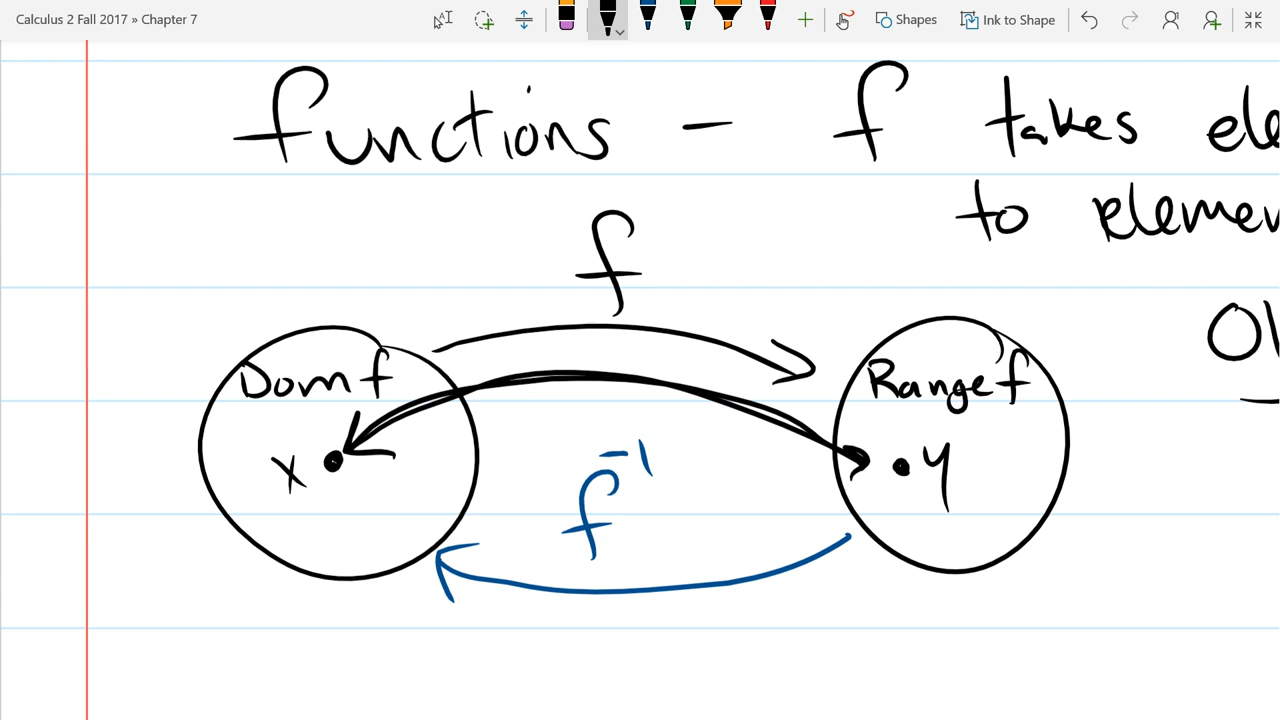 Calculus 2 Fall 2017 » Chapter 7
Shapes
Ink to Shape
functions - f takes
to
f
Dom f
Range f
x
y
f⁻¹